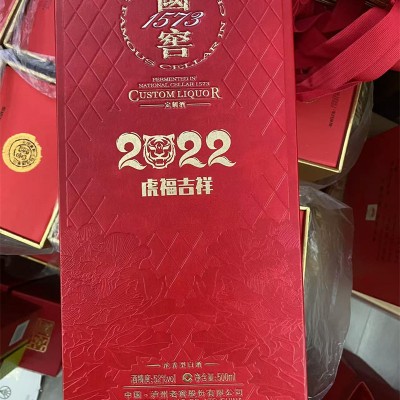 國
1573
窖
FAMOUS CELLAR IN C
FERMENTED IN
NATIONAL CELLAR 1573
CUSTOM LIQUOR
定制酒
2022
虎福吉祥
浓香型白酒
酒精度:52%vol 净含量:500ml
中国·泸州老窖股份有限公司